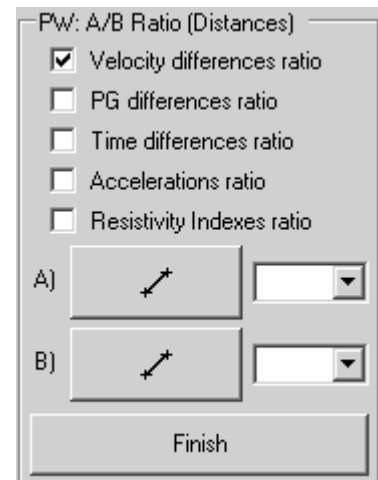 PW: A/B Ratio (Distances)
Velocity differences ratio
PG differences ratio
Time differences ratio
Accelerations ratio
Resistivity Indexes ratio
A)
B)
Finish